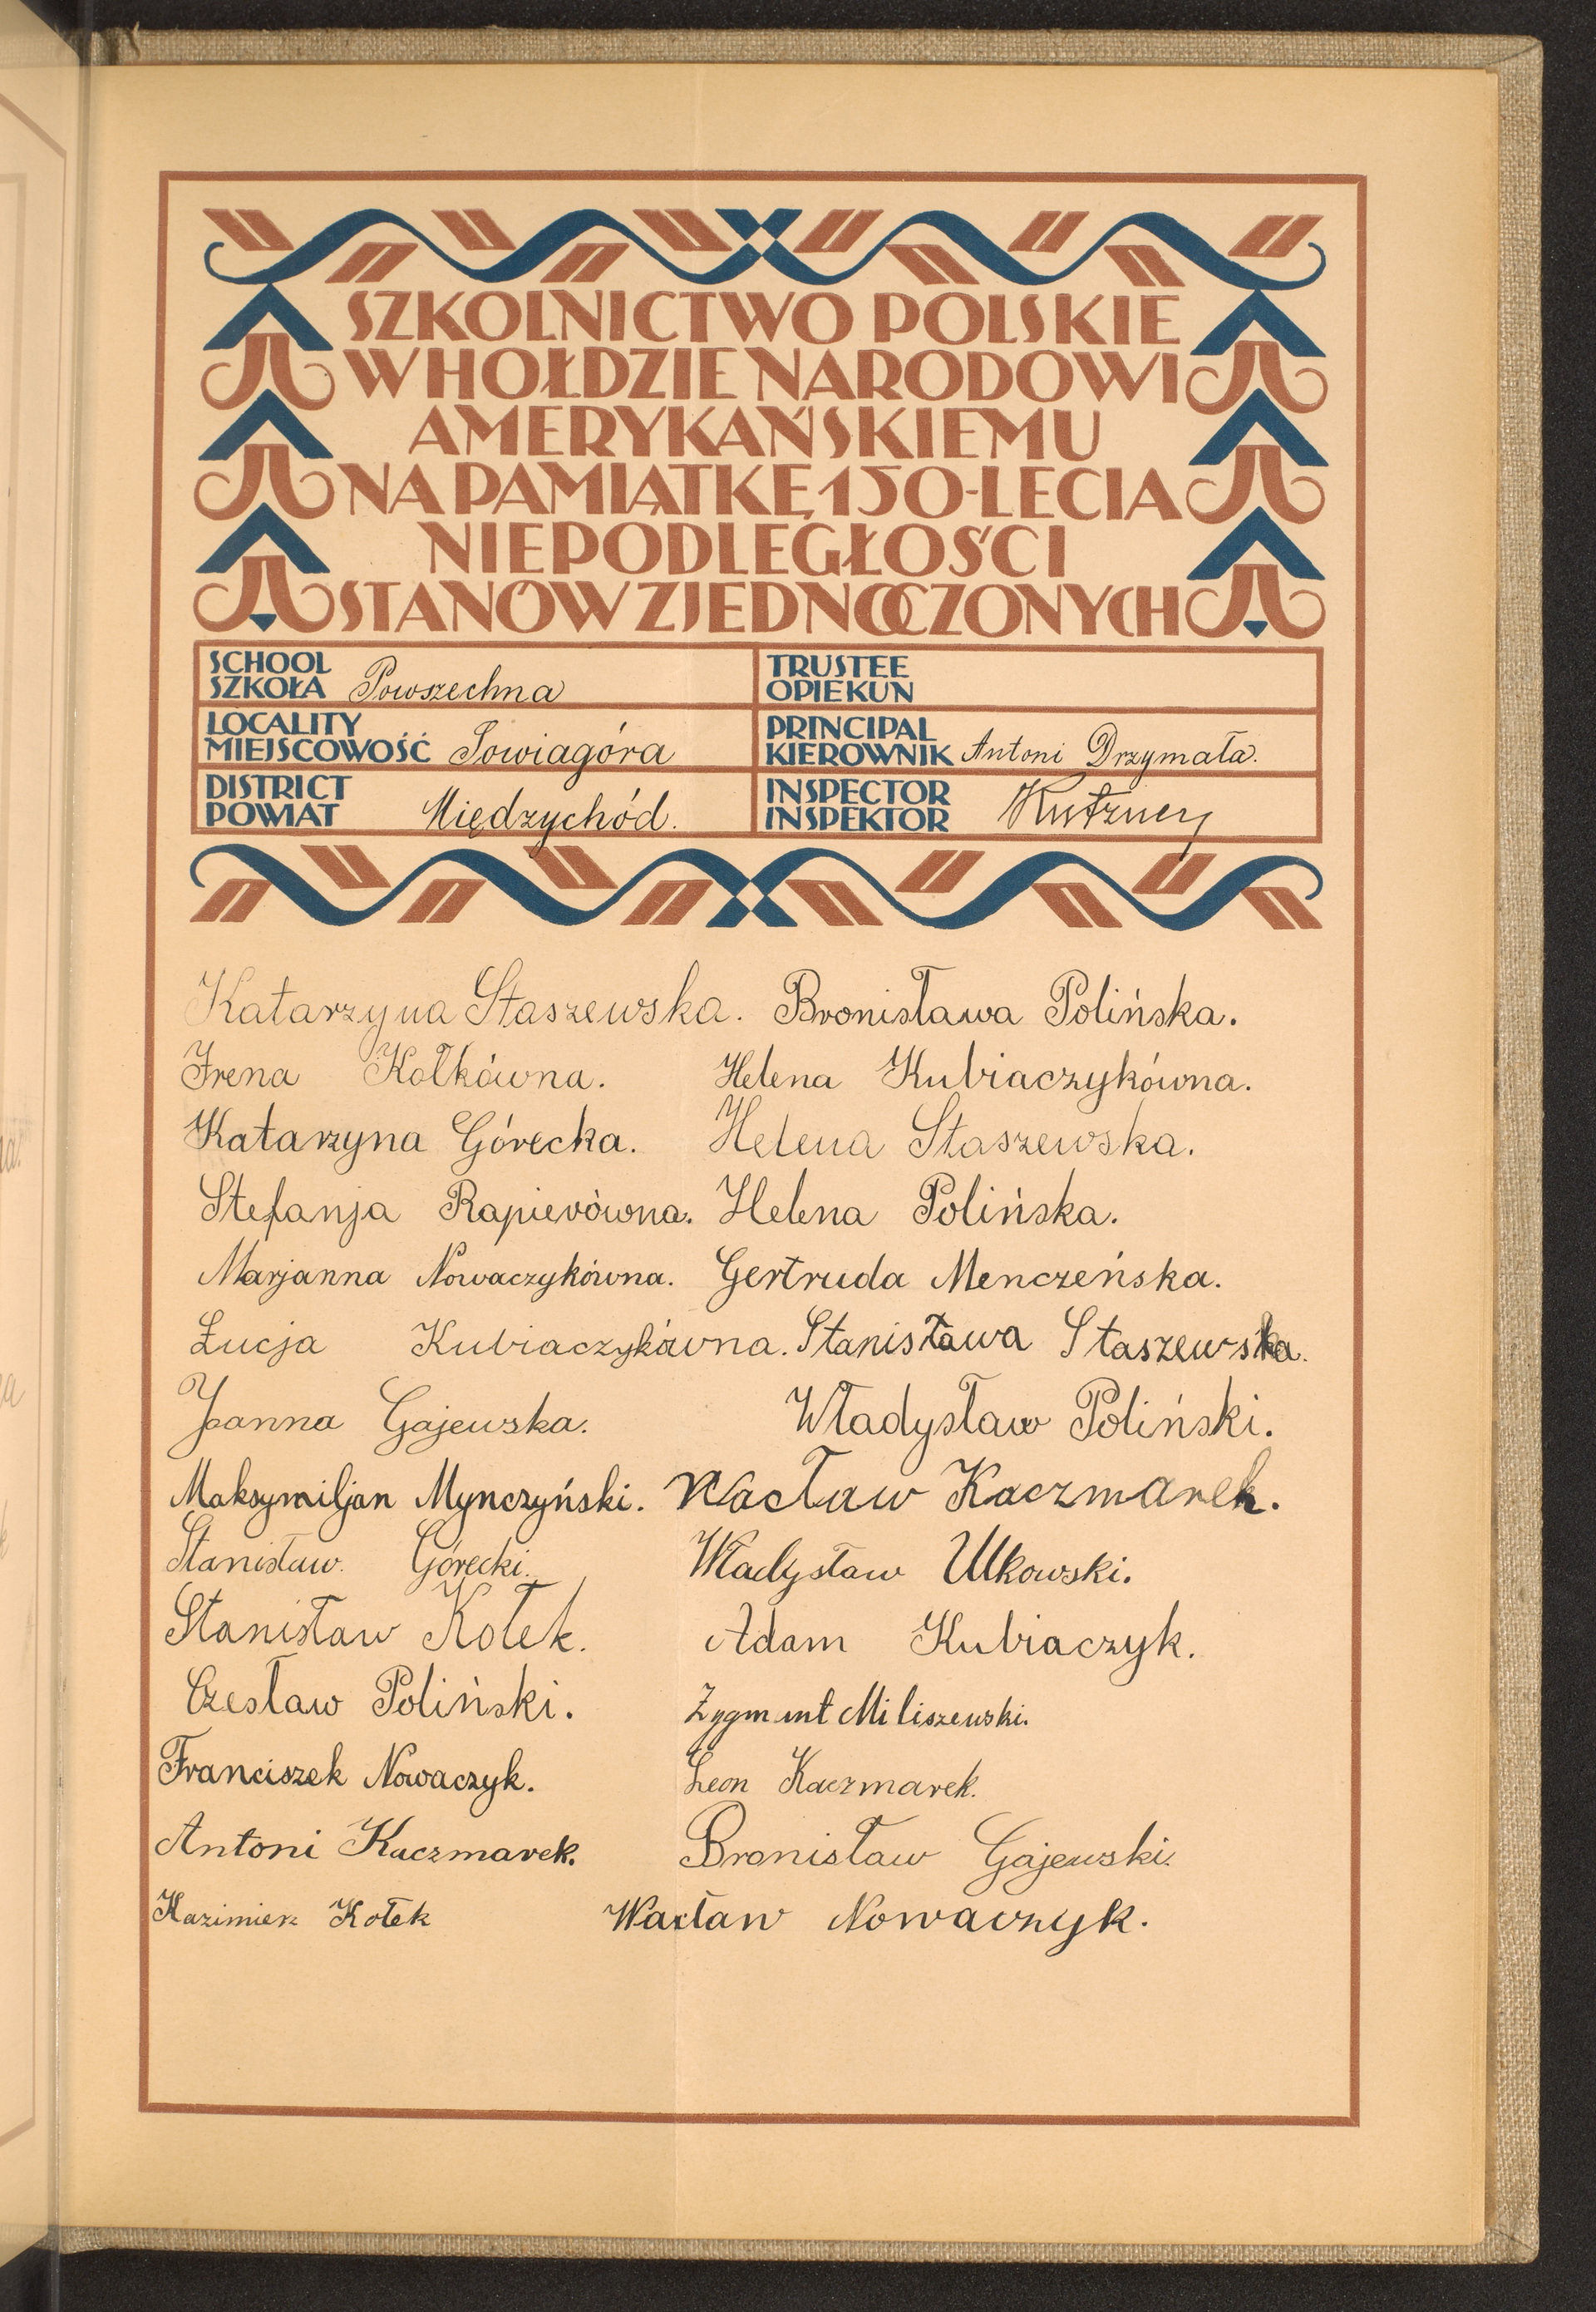 SZKOLNICTWO POLSKIE
W HOŁDZIE NARODOWI
AMERYKAŃSKIEMU
NA PAMIĄTKĘ 150-LECIA
NIEPODLEGŁOŚCI
STANÓW ZJEDNOCZONYCH
SCHOOL
SZKOŁA Powszechna
TRUSTEE
OPIEKUN
LOCALITY
MIEJSCOWOŚĆ Sowiagóra
PRINCIPAL
KIEROWNIK Antoni Drzymała.
DISTRICT
POWIAT Międzychód.
INSPECTOR
INSPEKTOR
Katarzyna Staszewska. Bronisława Polińska.
Irena Kołkówna. Helena Kubiaczykówna.
Katarzyna Górecka. Helena Staszewska.
Stefanja Rapierówna. Helena Polińska.
Marjanna Nowaczykówna. Gertruda Menczeńska.
Łucja Kubiaczykówna. Stanisława Staszewska.
Joanna Gajewska. Władysław Poliński.
Maksymiljan Mynczyński. Wacław Kaczmarek.
Stanisław. Górecki. Władysław Ulkowski.
Stanisław Kołek. Adam Kubiaczyk.
Czesław Poliński. Zygmunt Miliszewski.
Franciszek Nowaczyk. Leon Kaczmarek.
Antoni Kaczmarek. Bronisław Gajewski.
Kazimierz Kołek Wacław Nowaczyk.